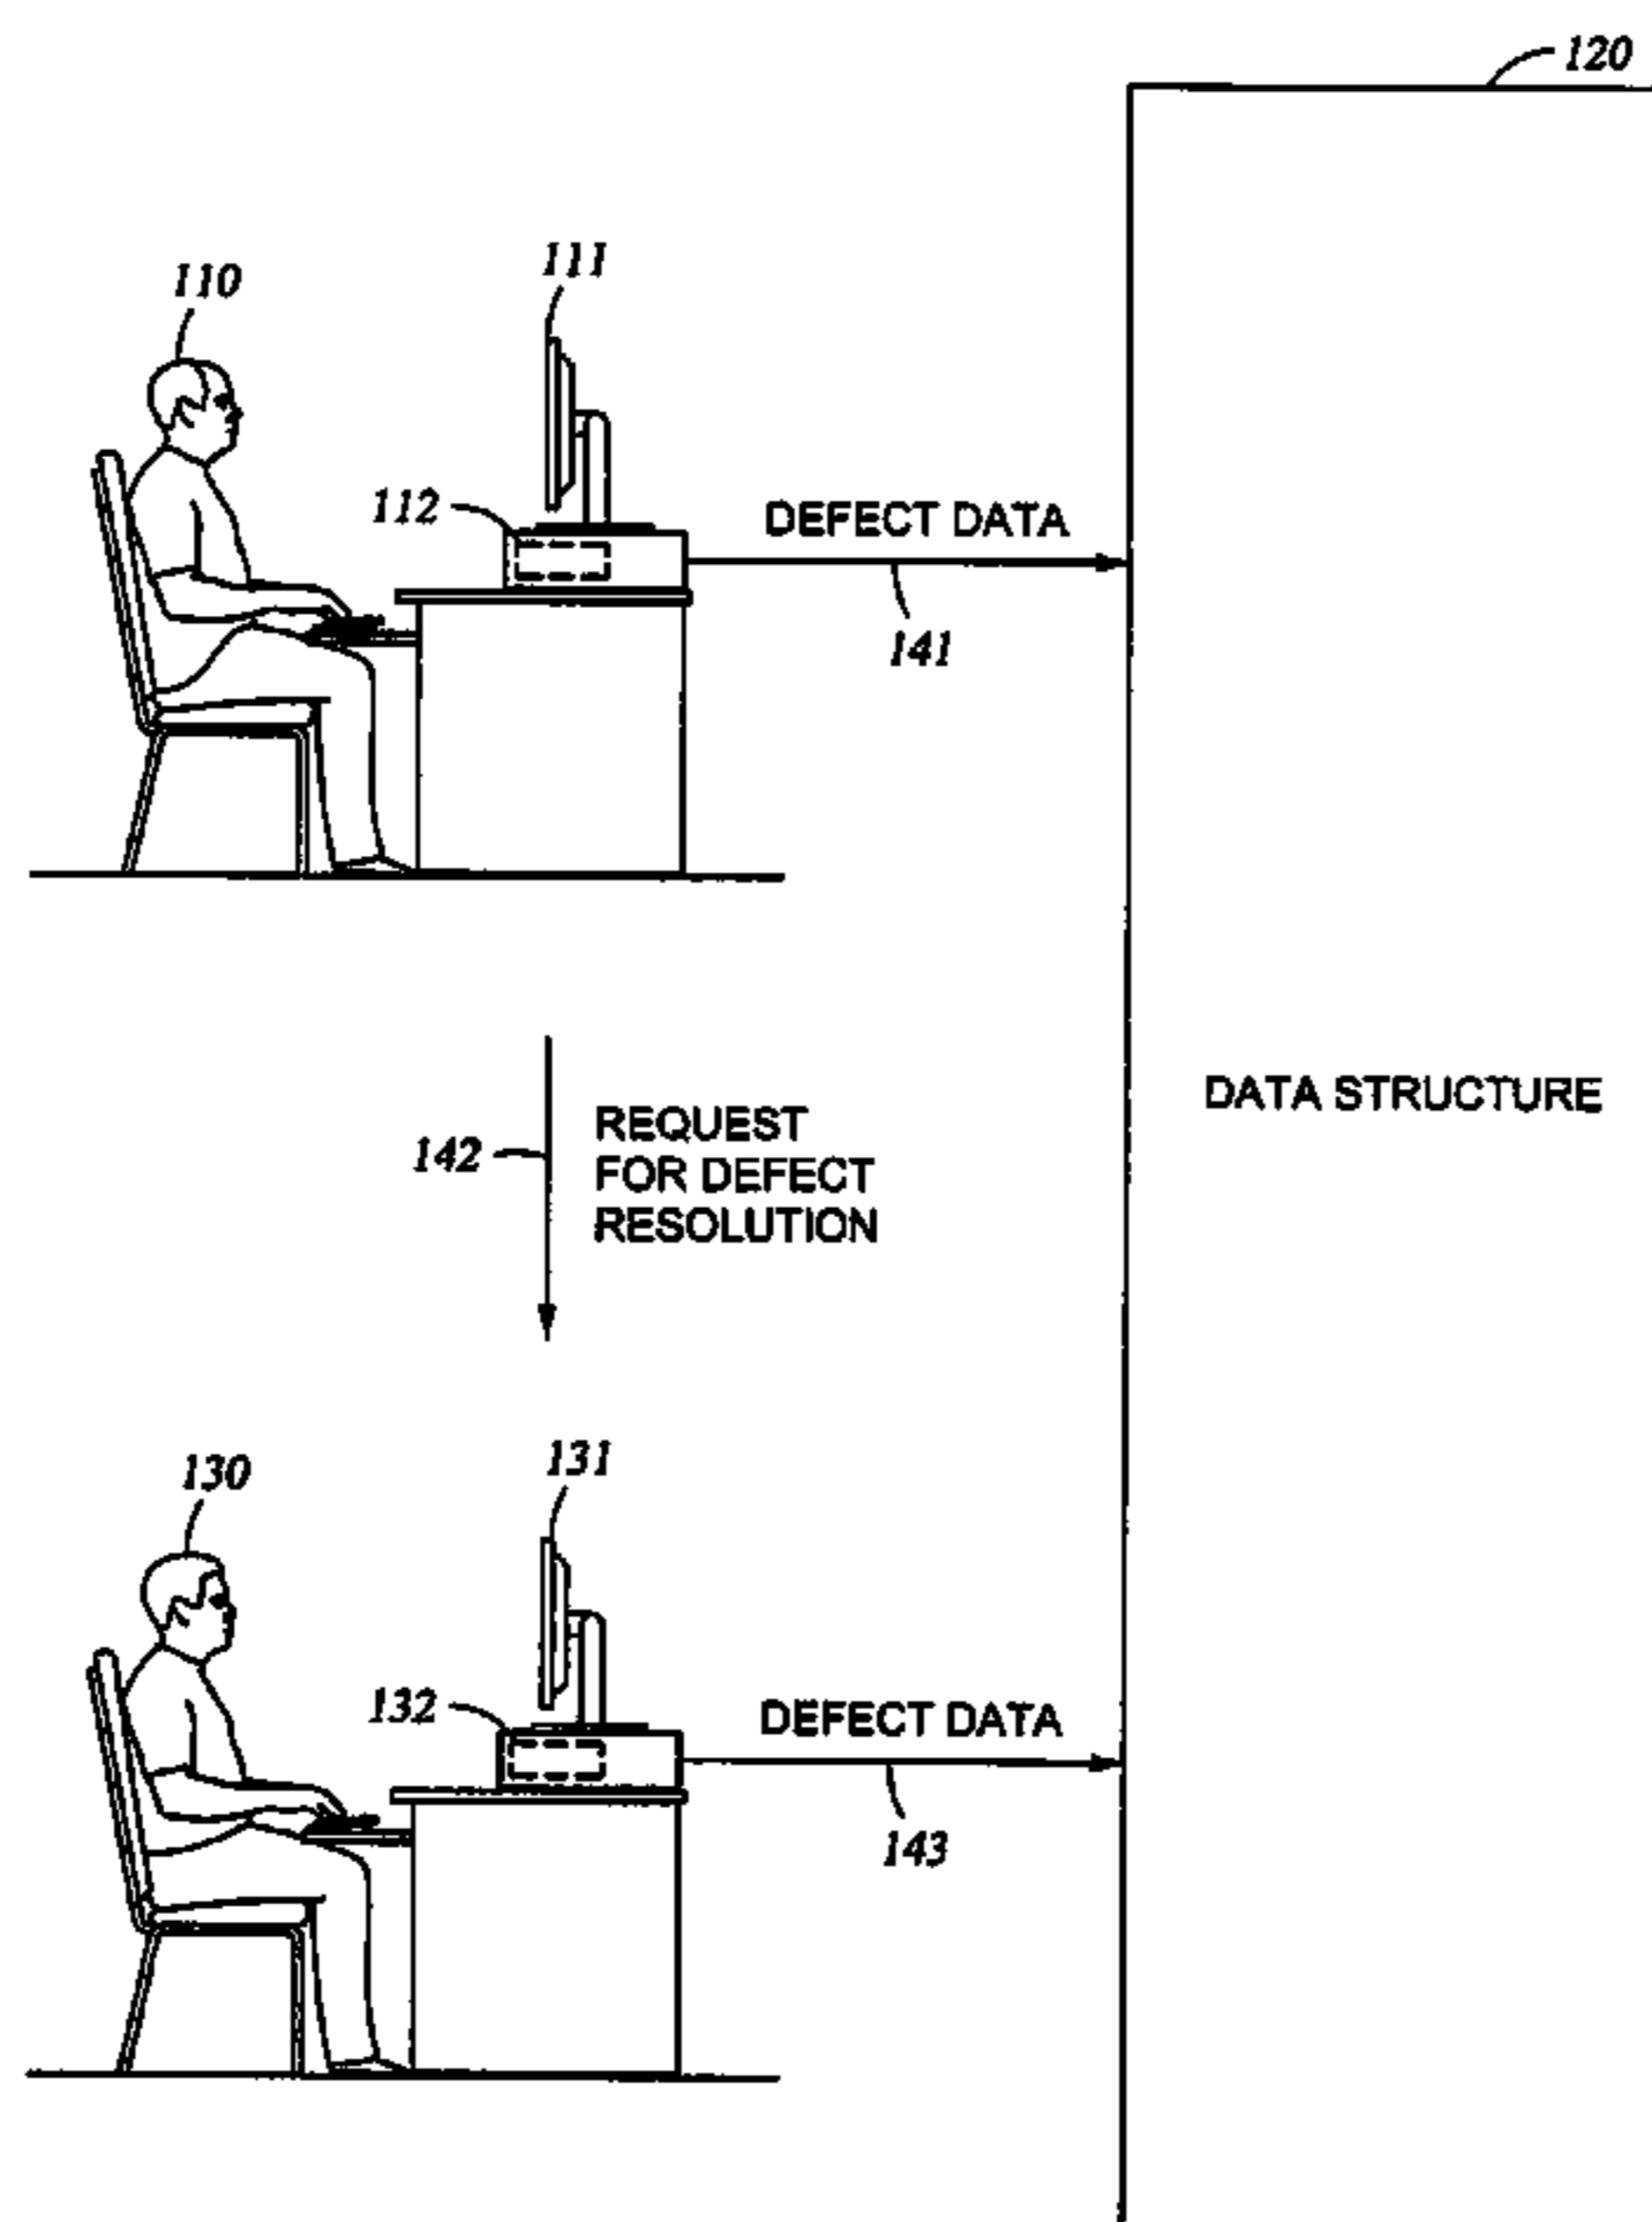 120
111
110
112
DEFECT DATA
141
DATA STRUCTURE
142
REQUEST
FOR DEFECT
RESOLUTION
131
130
132
DEFECT DATA
143